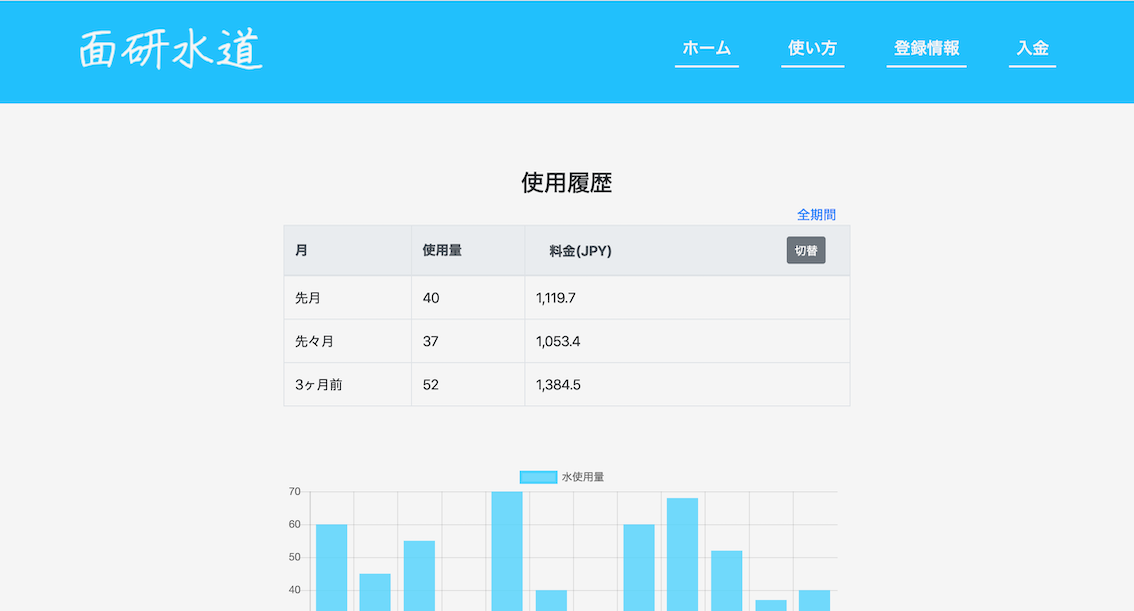 面研水道
ホーム 使い方 登録情報 入金
使用履歴
全期間
月 使用量 料金(JPY) 切替
先月 40 1,119.7
先々月 37 1,053.4
3ヶ月前 52 1,384.5
水使用量
70
60
50
40